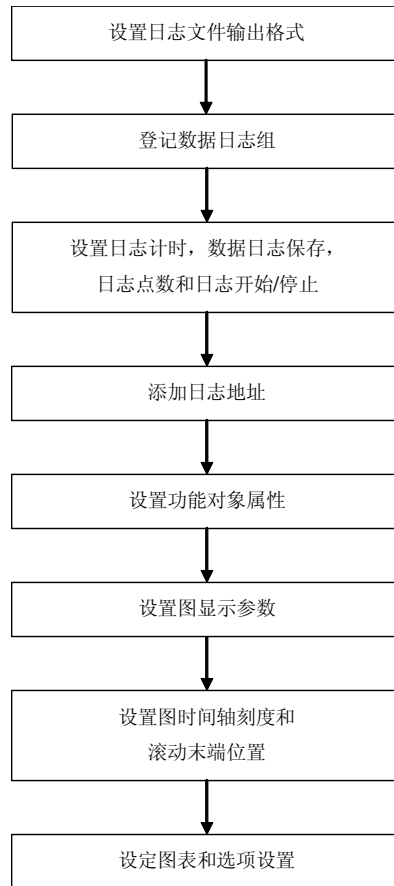 设置日志文件输出格式
登记数据日志组
设置日志计时，数据日志保存，
日志点数和日志开始/停止
添加日志地址
设置功能对象属性
设置图显示参数
设置图时间轴刻度和
滚动末端位置
设定图表和选项设置